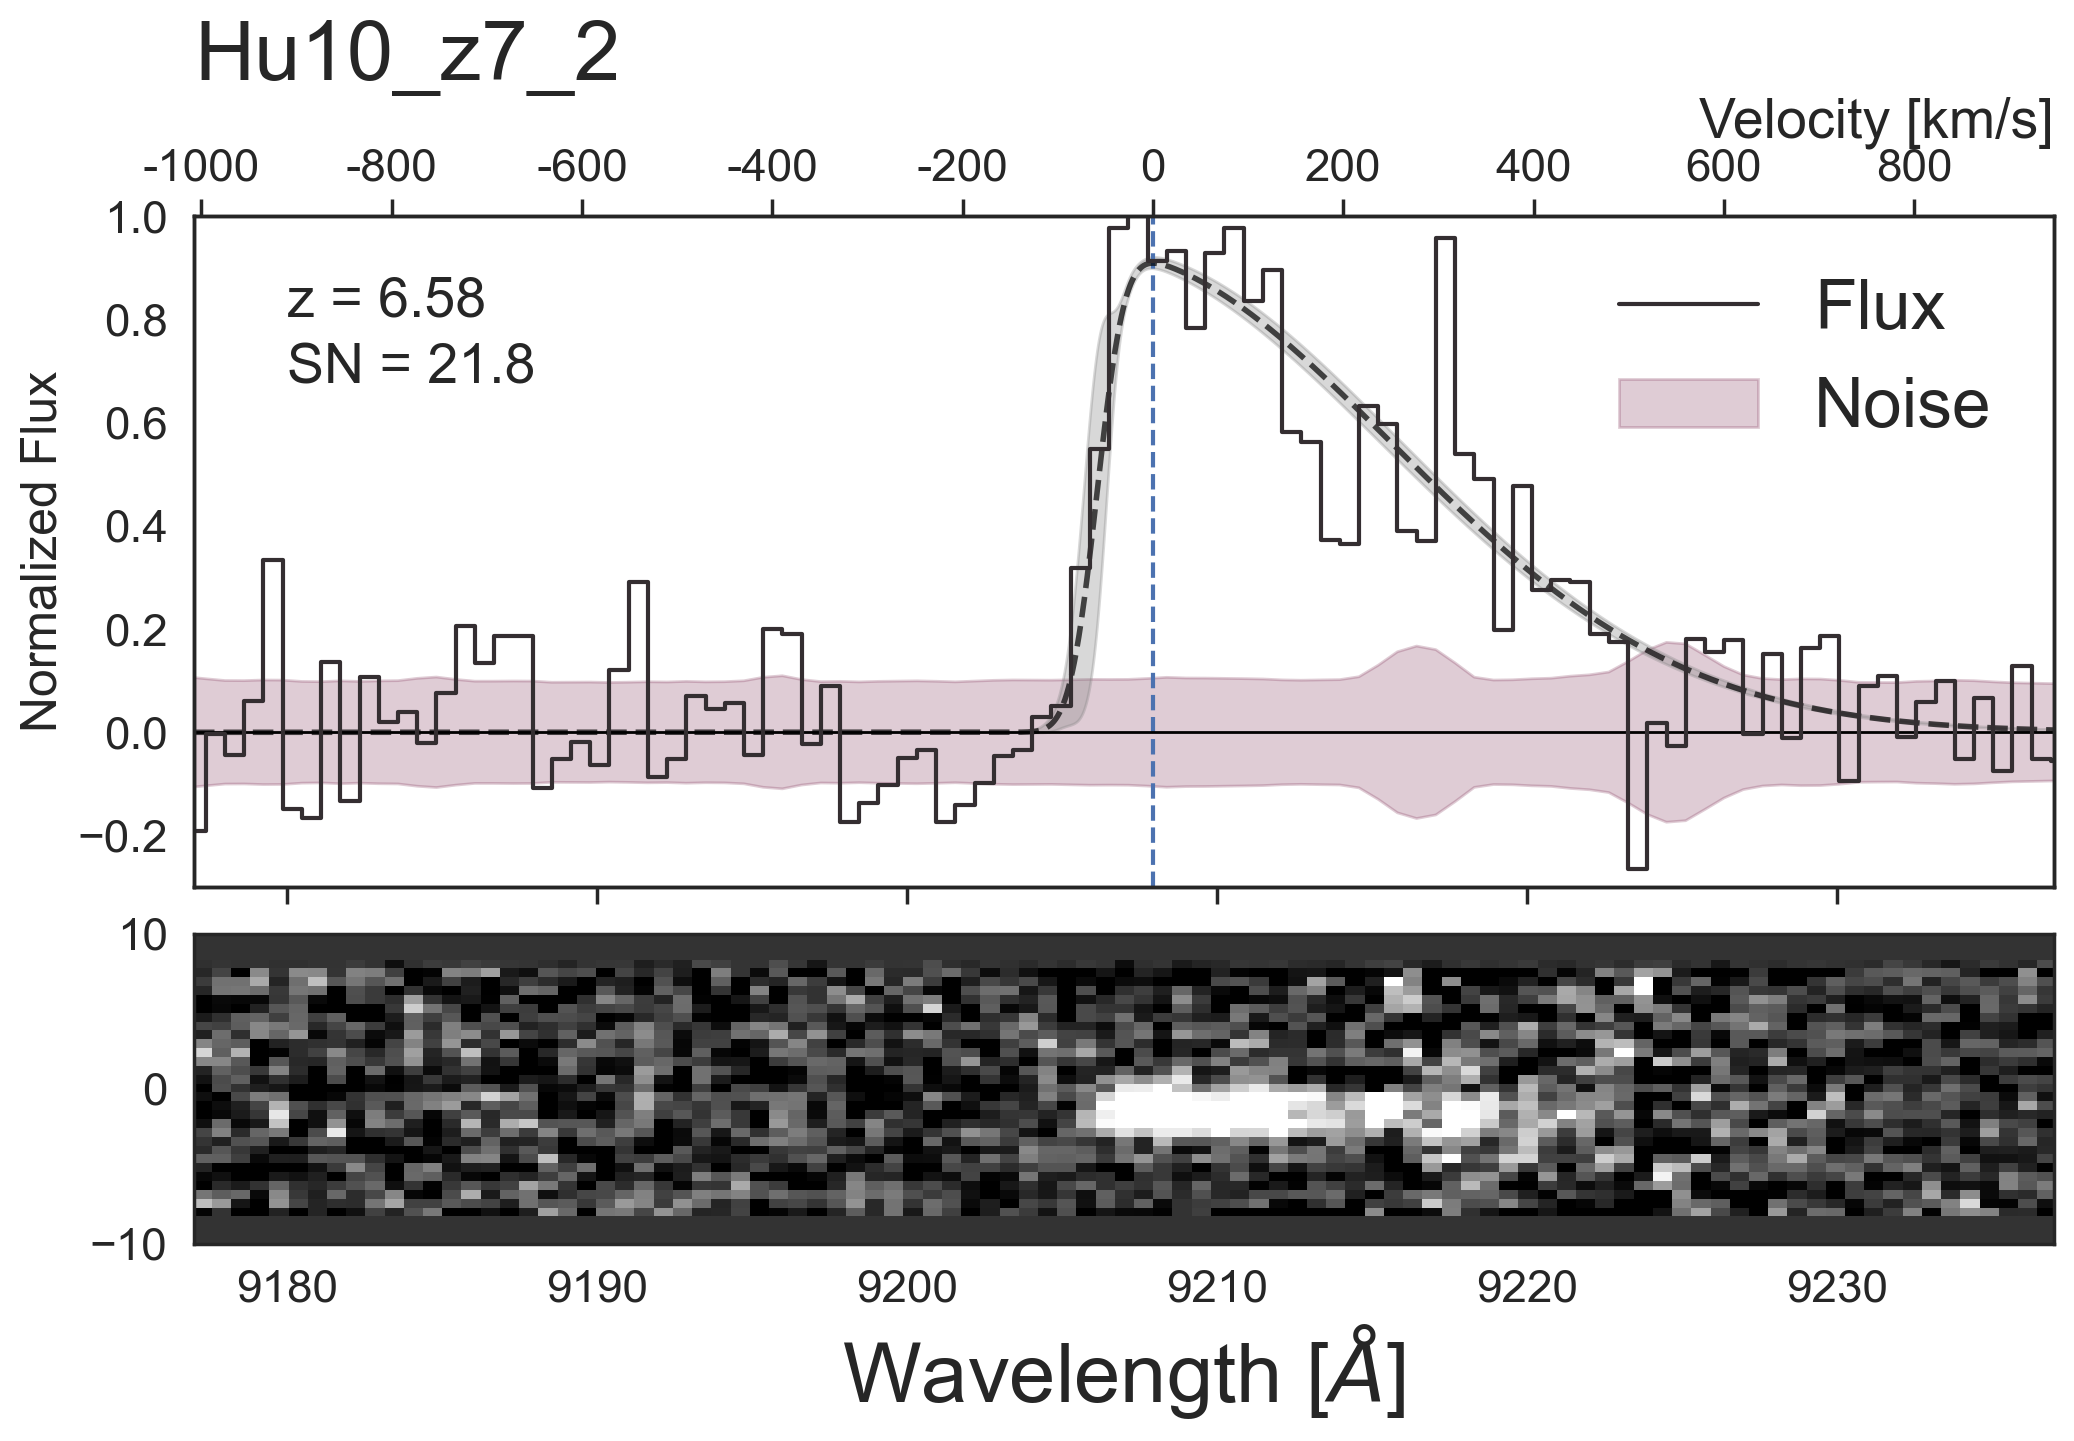 Hu10_z7_2
Velocity [km/s]
-1000 -800 -600 -400 -200 0 200 400 600 800
1.0
0.8
0.6
0.4
0.2
0.0
−0.2
Normalized Flux
z = 6.58
SN = 21.8
Flux
Noise
10
0
−10
9180 9190 9200 9210 9220 9230
Wavelength [Å]